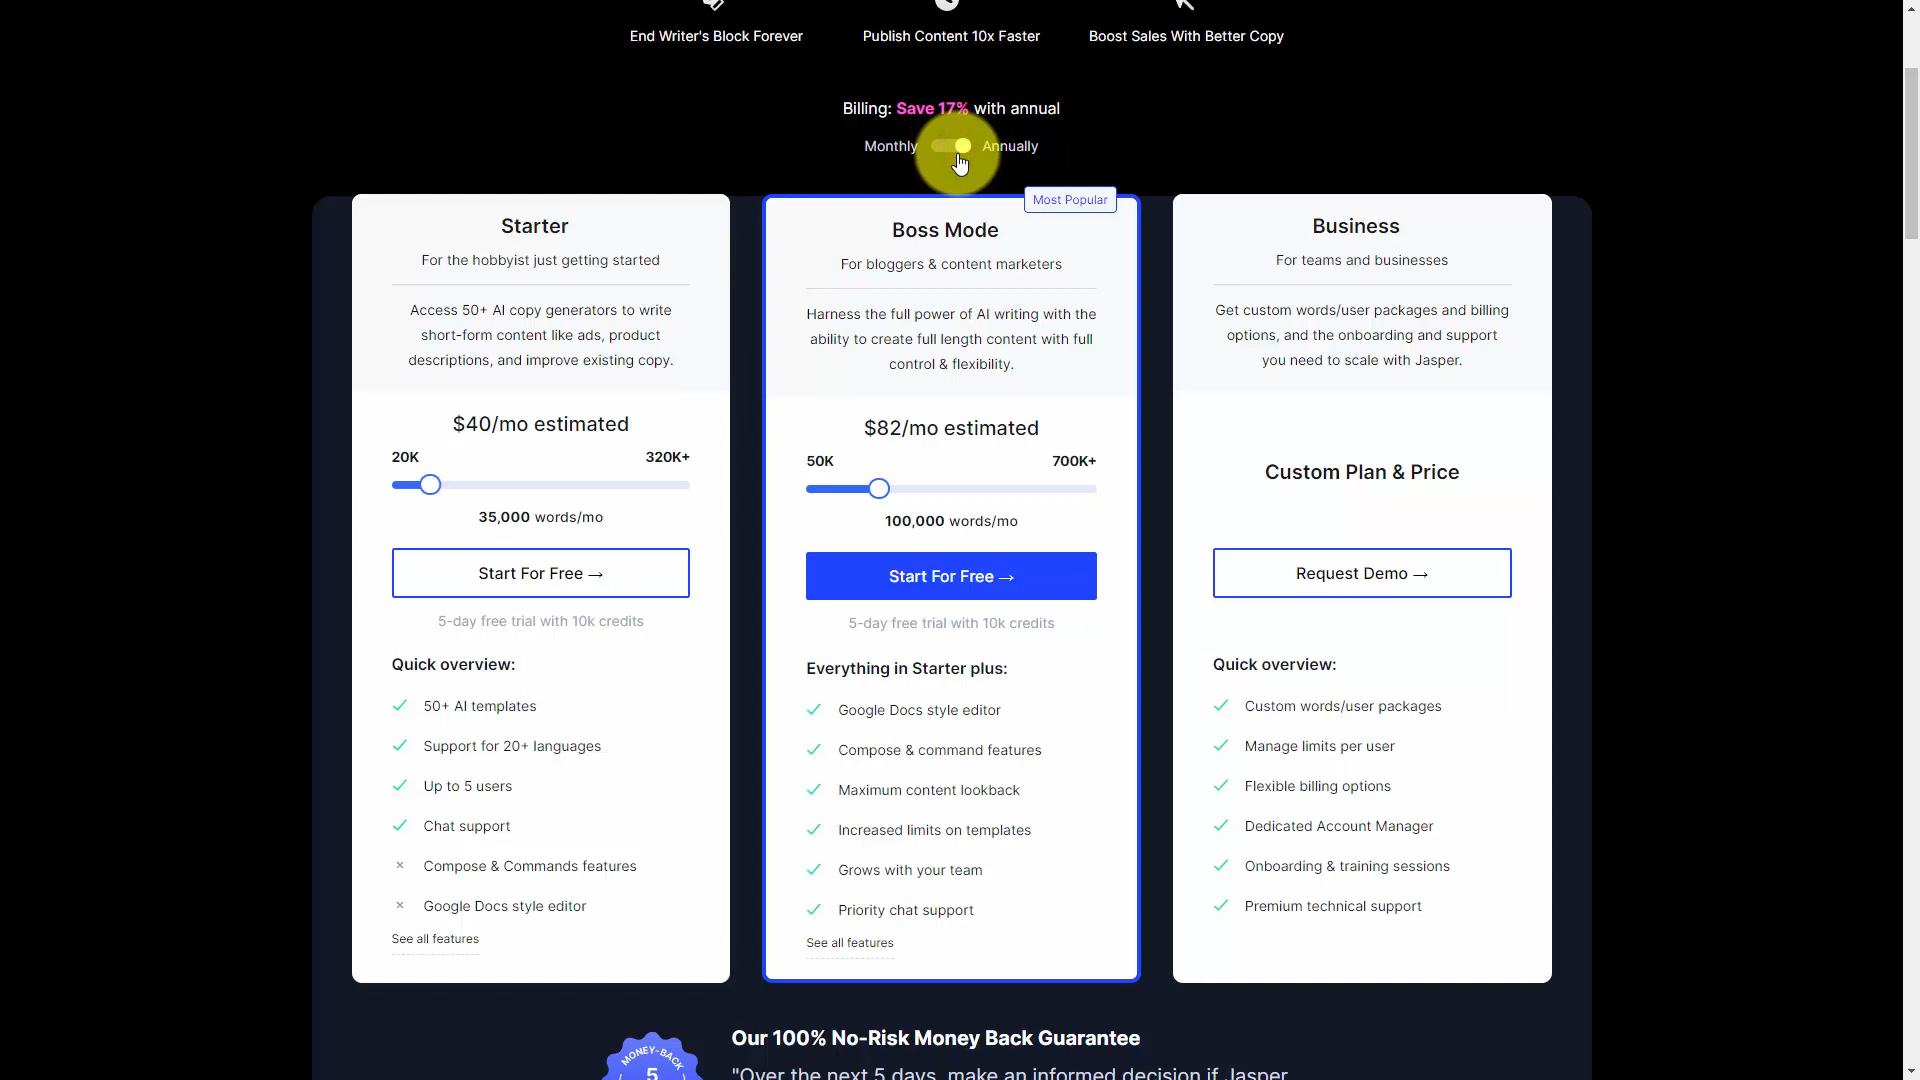 End Writer's Block Forever
Publish Content 10x Faster
Boost Sales With Better Copy
Billing: Save 17% with annual
Monthly
Annually
Starter
For the hobbyist just getting started
Access 50+ AI copy generators to write
short-form content like ads, product
descriptions, and improve existing copy.
$40/mo estimated
20K
320K+
35,000 words/mo
Start For Free →
5-day free trial with 10k credits
Quick overview:
50+ AI templates
Support for 20+ languages
Up to 5 users
Chat support
Compose & Commands features
Google Docs style editor
See all features
Most Popular
Boss Mode
For bloggers & content marketers
Harness the full power of AI writing with the
ability to create full length content with full
control & flexibility.
$82/mo estimated
50K
700K+
100,000 words/mo
Start For Free →
5-day free trial with 10k credits
Everything in Starter plus:
Google Docs style editor
Compose & command features
Maximum content lookback
Increased limits on templates
Grows with your team
Priority chat support
See all features
Business
For teams and businesses
Get custom words/user packages and billing
options, and the onboarding and support
you need to scale with Jasper.
Custom Plan & Price
Request Demo →
Quick overview:
Custom words/user packages
Manage limits per user
Flexible billing options
Dedicated Account Manager
Onboarding & training sessions
Premium technical support
MONEY-BACK
5
Our 100% No-Risk Money Back Guarantee
"Over the next 5 days, make an informed decision if Jasper